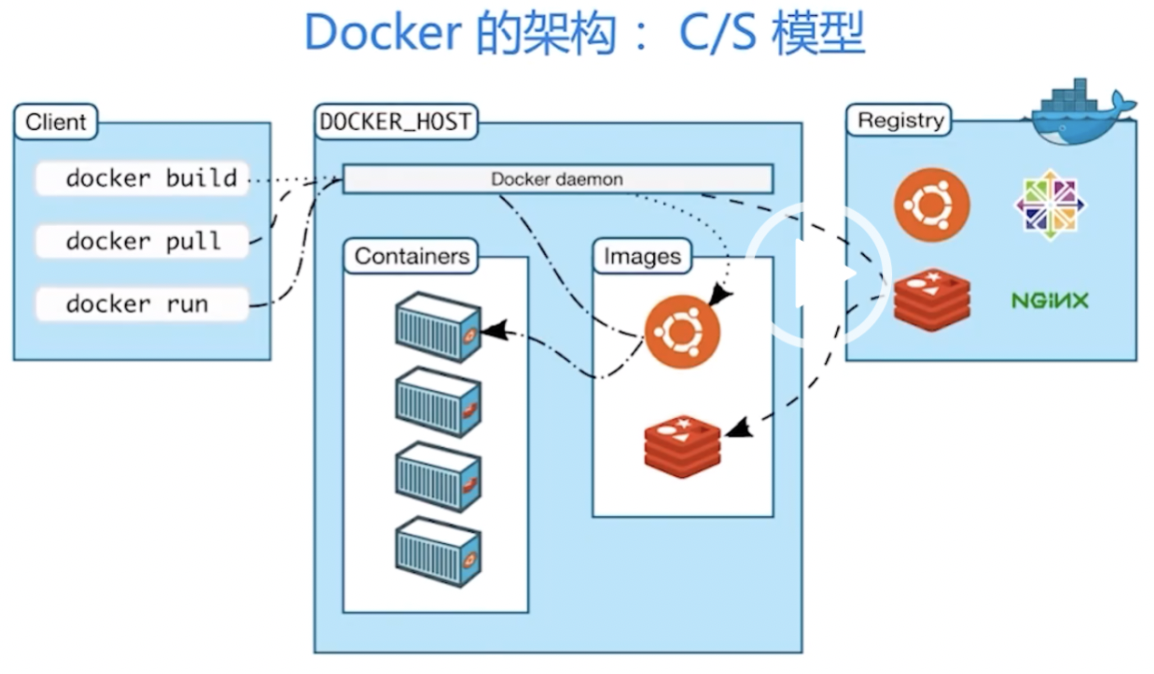 Docker 的架构： C/S 模型
Client
docker build
docker pull
docker run
DOCKER_HOST
Docker daemon
Containers
Images
Registry
NGINX